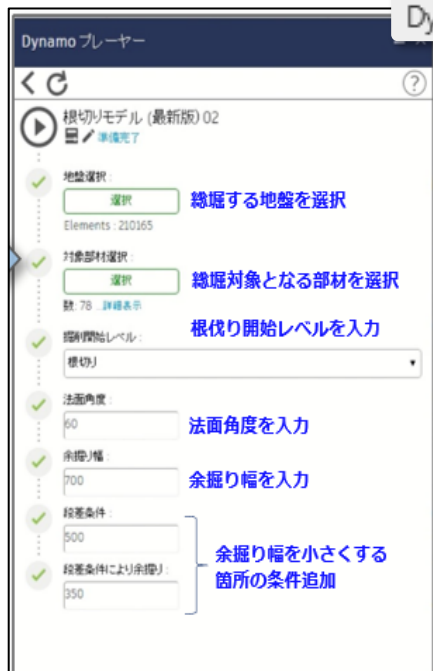 Dy
Dynamo プレーヤー
根切りモデル (最新版) 02
準備完了
地盤選択 :
選択
総堀する地盤を選択
Elements : 210165
対象部材選択 :
選択
総堀対象となる部材を選択
数: 78 ...詳細表示
根伐り開始レベルを入力
掘削開始レベル :
根切り
法面角度 :
60
法面角度を入力
余掘り幅 :
700
余掘り幅を入力
段差条件 :
500
余掘り幅を小さくする
箇所の条件追加
段差条件により余掘り :
350